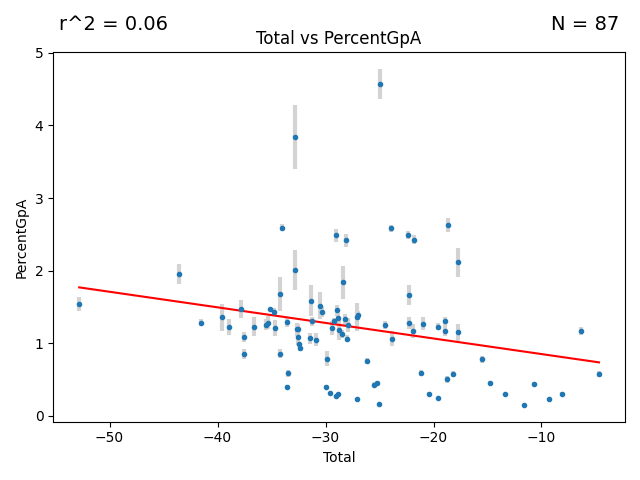 r^2 = 0.06
N = 87
Total vs PercentGpA
5
4
3
2
1
0
PercentGpA
−50
−40
−30
−20
−10
Total